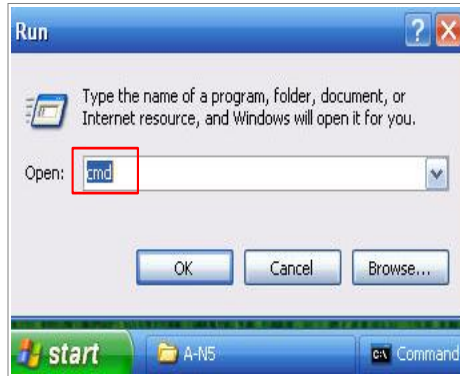 Run
Type the name of a program, folder, document, or
Internet resource, and Windows will open it for you.
Open: cmd
OK Cancel Browse...
start A-N5 Command